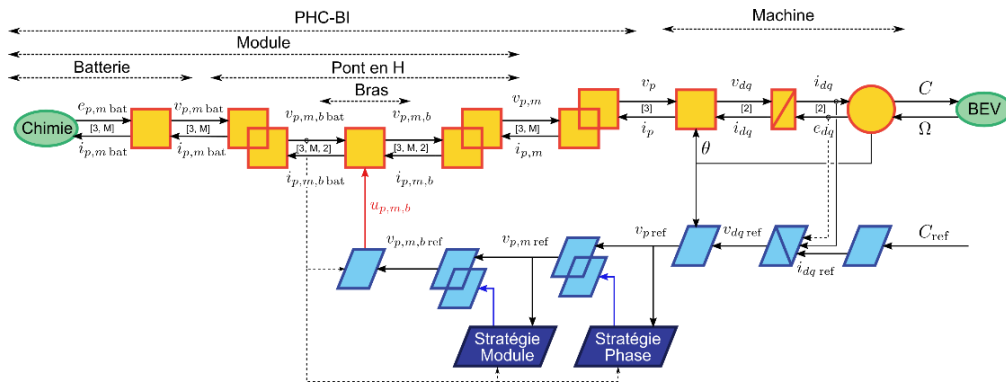 PHC-BI
Machine
Module
Batterie
Pont en H
Bras
Chimie
e_{p,m bat}
[3, M]
i_{p,m bat}
v_{p,m bat}
[3, M]
i_{p,m bat}
v_{p,m,b bat}
[3, M, 2]
i_{p,m,b bat}
v_{p,m,b}
[3, M, 2]
i_{p,m,b}
v_{p,m}
[3, M]
i_{p,m}
v_p
[3]
i_p
v_{dq}
[2]
i_{dq}
i_{dq}
[2]
e_{dq}
C
Ω
BEV
θ
u_{p,m,b}
v_{p,m,b ref}
v_{p,m ref}
v_{p ref}
v_{dq ref}
i_{dq ref}
C_{ref}
Stratégie
Module
Stratégie
Phase